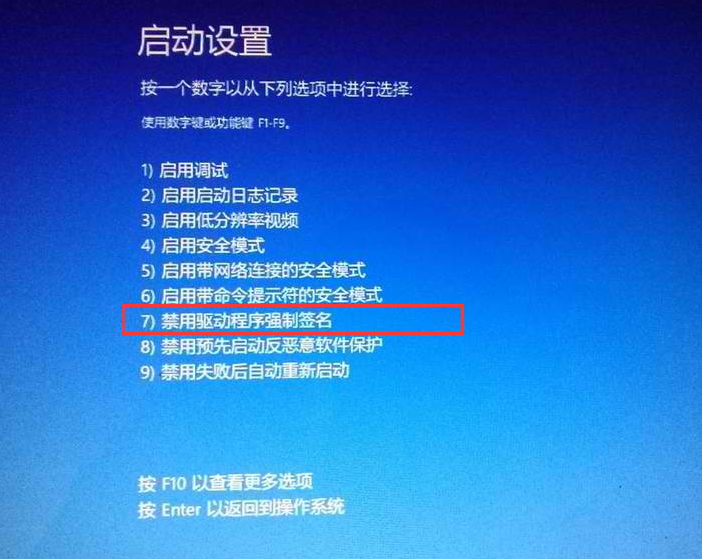 启动设置
按一个数字以从下列选项中进行选择:
使用数字键或功能键 F1-F9。
1) 启用调试
2) 启用启动日志记录
3) 启用低分辨率视频
4) 启用安全模式
5) 启用带网络连接的安全模式
6) 启用带命令提示符的安全模式
7) 禁用驱动程序强制签名
8) 禁用预先启动反恶意软件保护
9) 禁用失败后自动重新启动
按 F10 以查看更多选项
按 Enter 以返回到操作系统